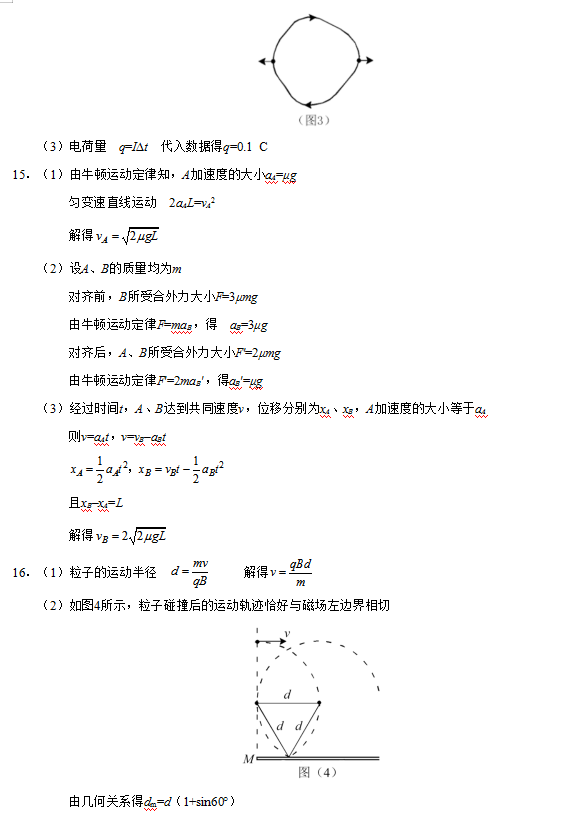 （图3）
（3）电荷量 q=IΔt 代入数据得q=0.1 C
15．（1）由牛顿运动定律知，A加速度的大小aA=μg
匀变速直线运动 2aAL=vA²
解得 vA = √(2μgL)
（2）设A、B的质量均为m
对齐前，B所受合外力大小F=3μmg
由牛顿运动定律F=maB，得 aB=3μg
对齐后，A、B所受合外力大小F′=2μmg
由牛顿运动定律F′=2maB′，得aB′=μg
（3）经过时间t，A、B达到共同速度v，位移分别为xA、xB，A加速度的大小等于aA
则v=aAt，v=vB–aBt
xA = 1/2 aAt²，xB = vBt − 1/2 aBt²
且xB–xA=L
解得 vB = 2√(2μgL)
16．（1）粒子的运动半径 d = mv/qB 解得 v = qBd/m
（2）如图4所示，粒子碰撞后的运动轨迹恰好与磁场左边界相切
v
d
d d
M
图（4）
由几何关系得dm=d（1+sin60°）